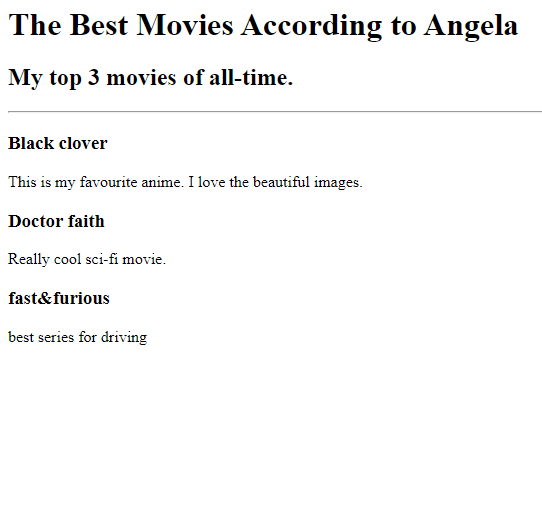 The Best Movies According to Angela
My top 3 movies of all-time.
Black clover
This is my favourite anime. I love the beautiful images.
Doctor faith
Really cool sci-fi movie.
fast&furious
best series for driving